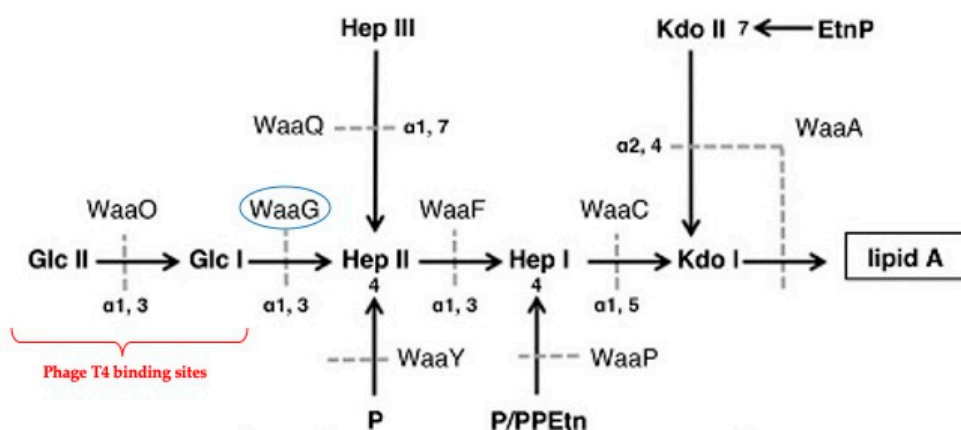 Hep III
Kdo II 7 EtnP
WaaQ α1, 7
WaaA
α2, 4
WaaO WaaG WaaF WaaC
Glc II Glc I Hep II Hep I Kdo I lipid A
4 4
α1, 3 α1, 3 α1, 3 α1, 5
WaaY WaaP
Phage T4 binding sites
P P/PPEtn